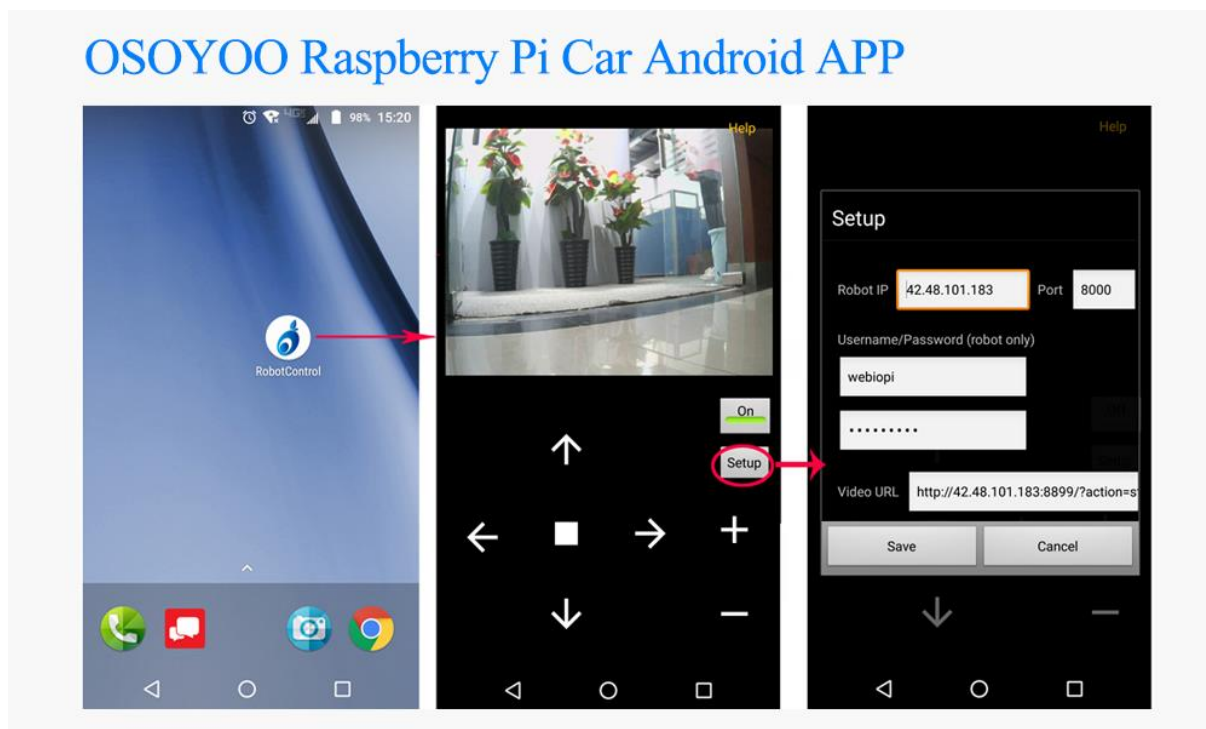 OSOYOO Raspberry Pi Car Android APP
4G 98% 15:20
RobotControl
Help
On
Setup
Help
Setup
Robot IP 42.48.101.183 Port 8000
Username/Password (robot only)
webiopi
•••••••••
Video URL http://42.48.101.183:8899/?action=s
Save Cancel